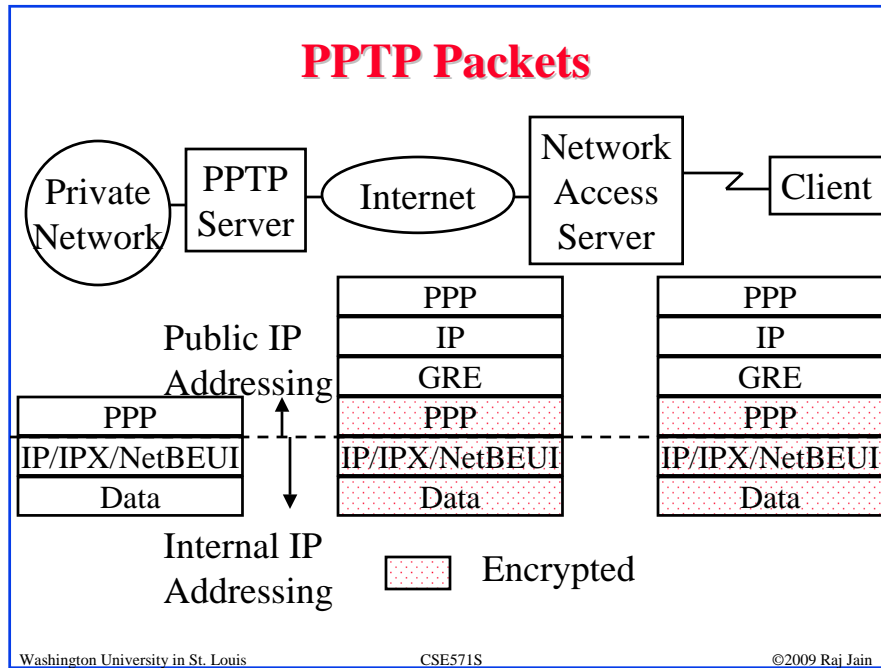 PPTP Packets
Private
Network
PPTP
Server
Internet
Network
Access
Server
Client
Public IP
Addressing
PPP
IP/IPX/NetBEUI
Data
Internal IP
Addressing
PPP
IP
GRE
PPP
IP/IPX/NetBEUI
Data
PPP
IP
GRE
PPP
IP/IPX/NetBEUI
Data
Encrypted
Washington University in St. Louis
CSE571S
©2009 Raj Jain